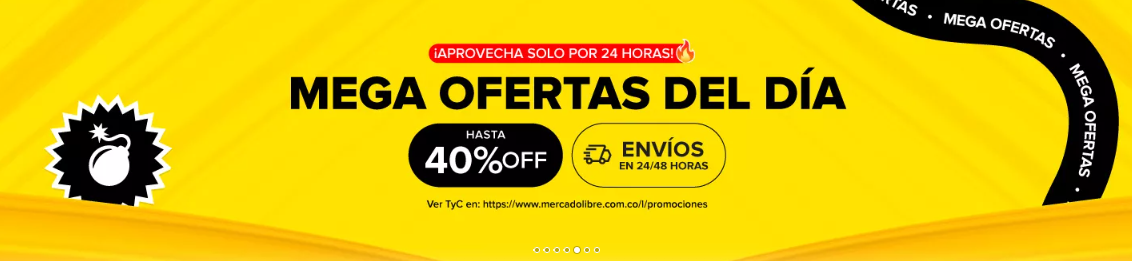 ¡APROVECHA SOLO POR 24 HORAS!
MEGA OFERTAS DEL DÍA
HASTA
40%OFF
ENVÍOS
EN 24/48 HORAS
Ver TyC en: https://www.mercadolibre.com.co/l/promociones
RTAS • MEGA OFERTAS • MEGA OFERTAS •